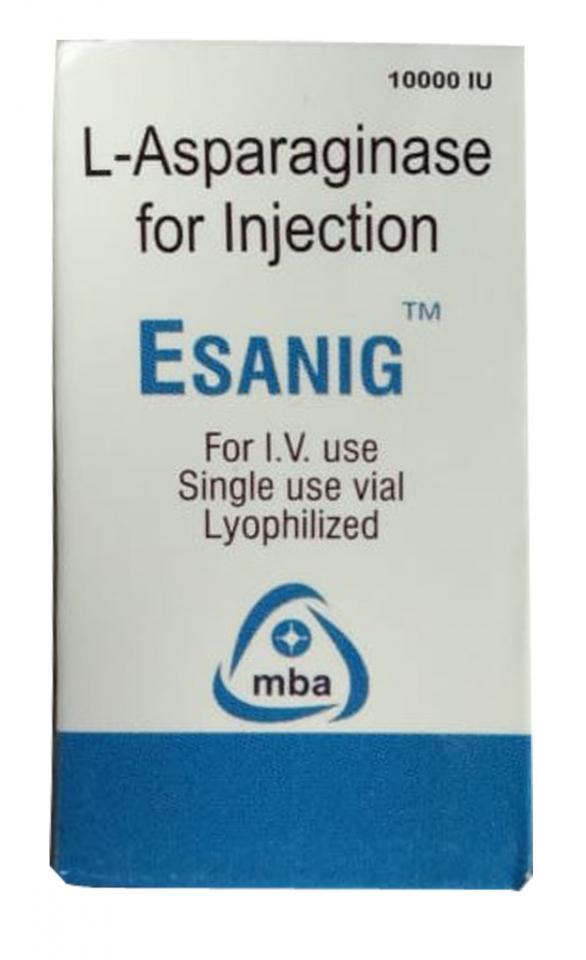 10000 IU
L-Asparaginase
for Injection
ESANIG™
For I.V. use
Single use vial
Lyophilized
mba